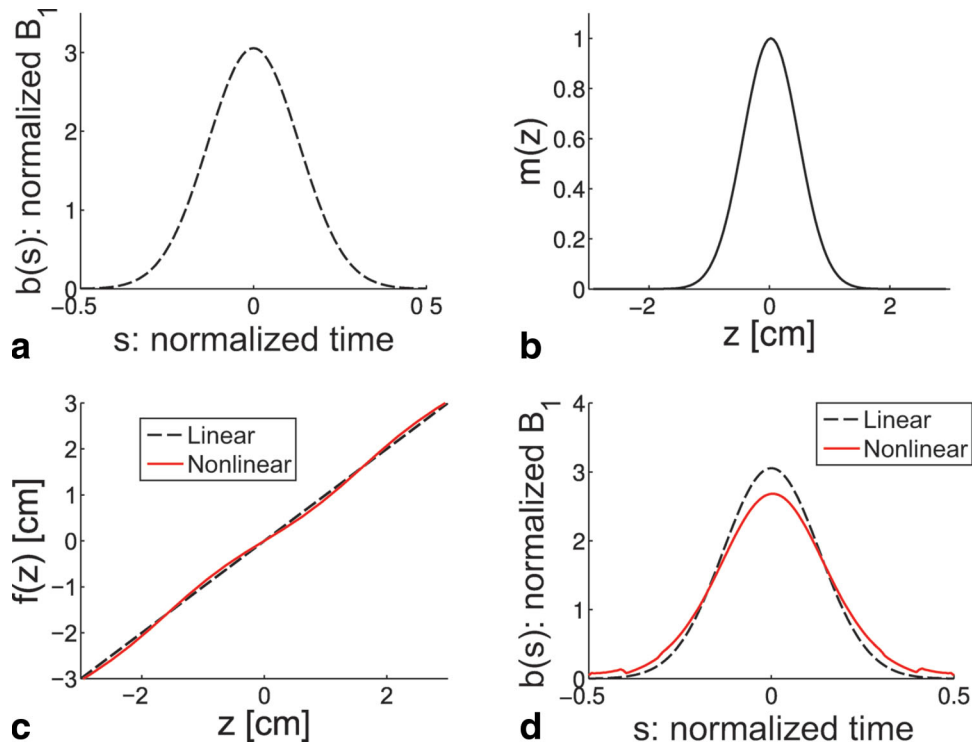 b(s): normalized B1
3
2
1
0
−0.5
0
0 5
s: normalized time
a
m(z)
1
0.8
0.6
0.4
0.2
0
−2
0
2
z [cm]
b
f(z) [cm]
3
2
1
0
−1
−2
−3
−2
0
2
z [cm]
Linear
Nonlinear
c
b(s): normalized B1
4
3
2
1
0
−0.5
0
0.5
s: normalized time
Linear
Nonlinear
d